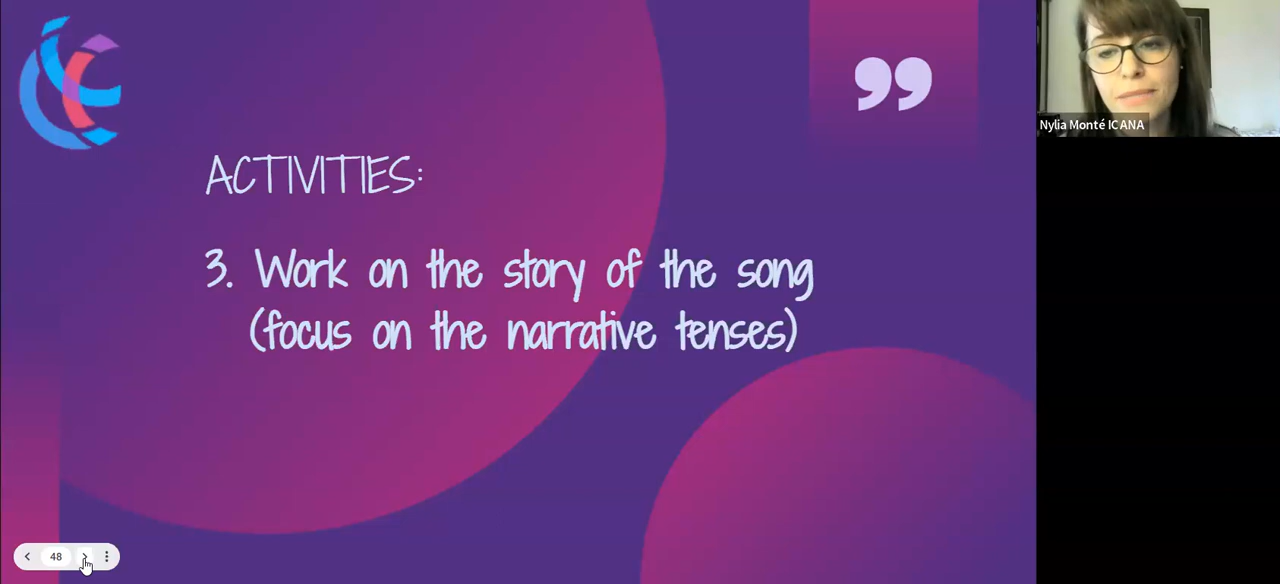 ACTIVITIES:
3. Work on the story of the song
(focus on the narrative tenses)
Nylia Monté ICANA
48